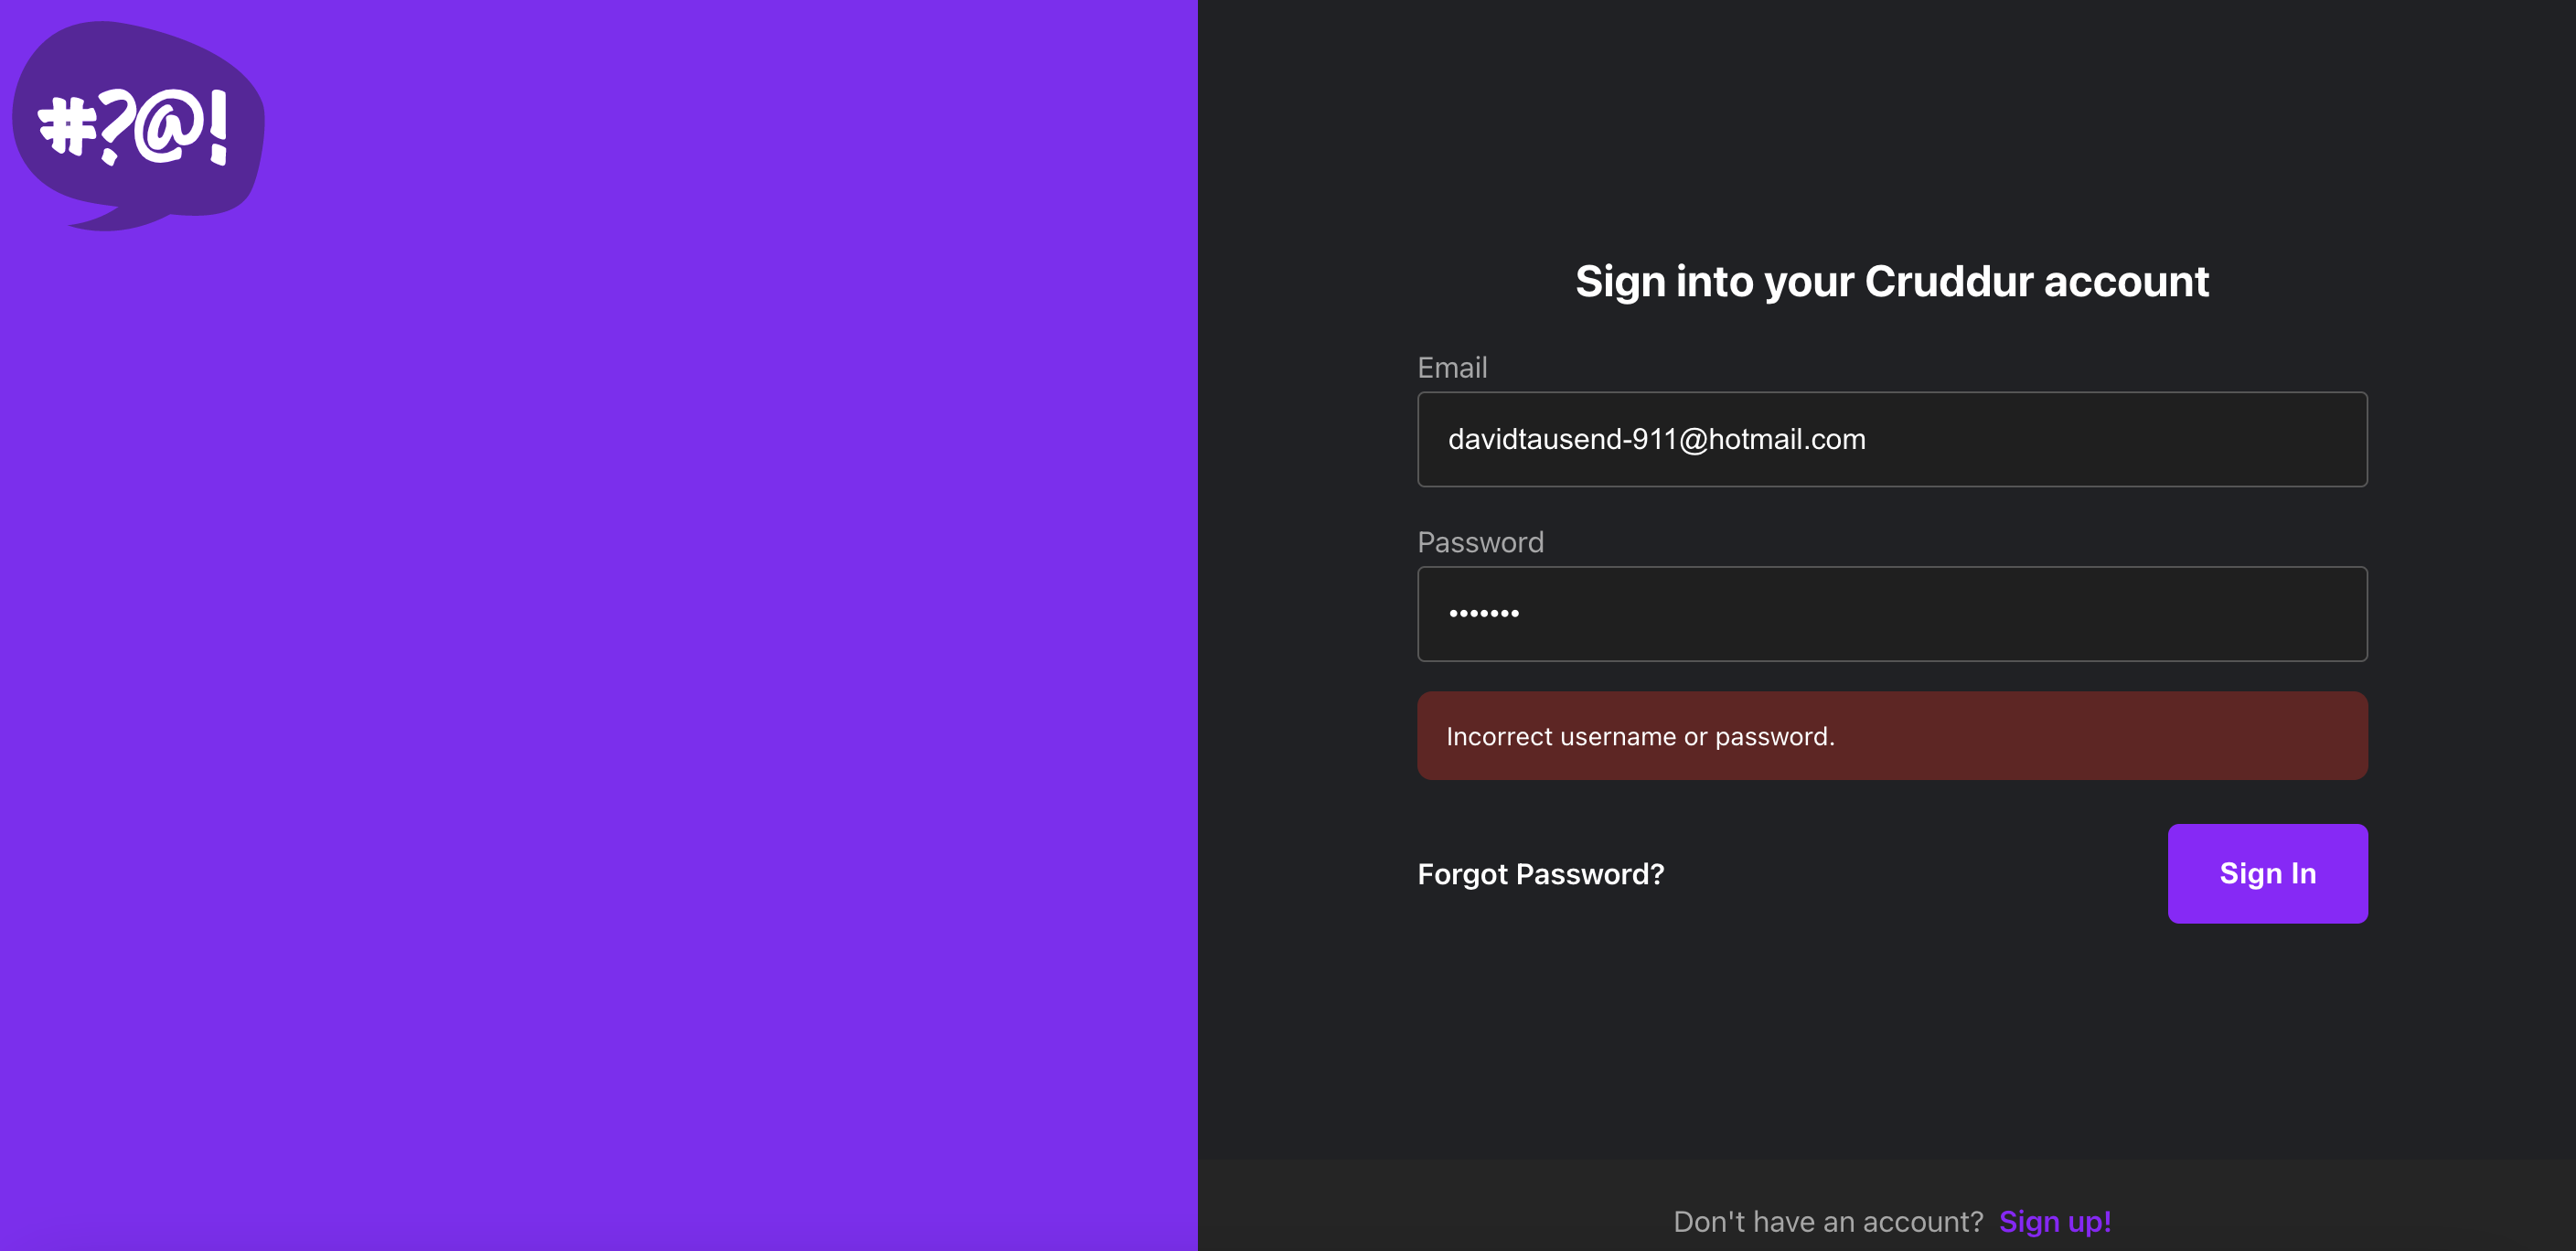 #?@!
Sign into your Cruddur account
Email
davidtausend-911@hotmail.com
Password
•••••••
Incorrect username or password.
Forgot Password?
Sign In
Don't have an account? Sign up!